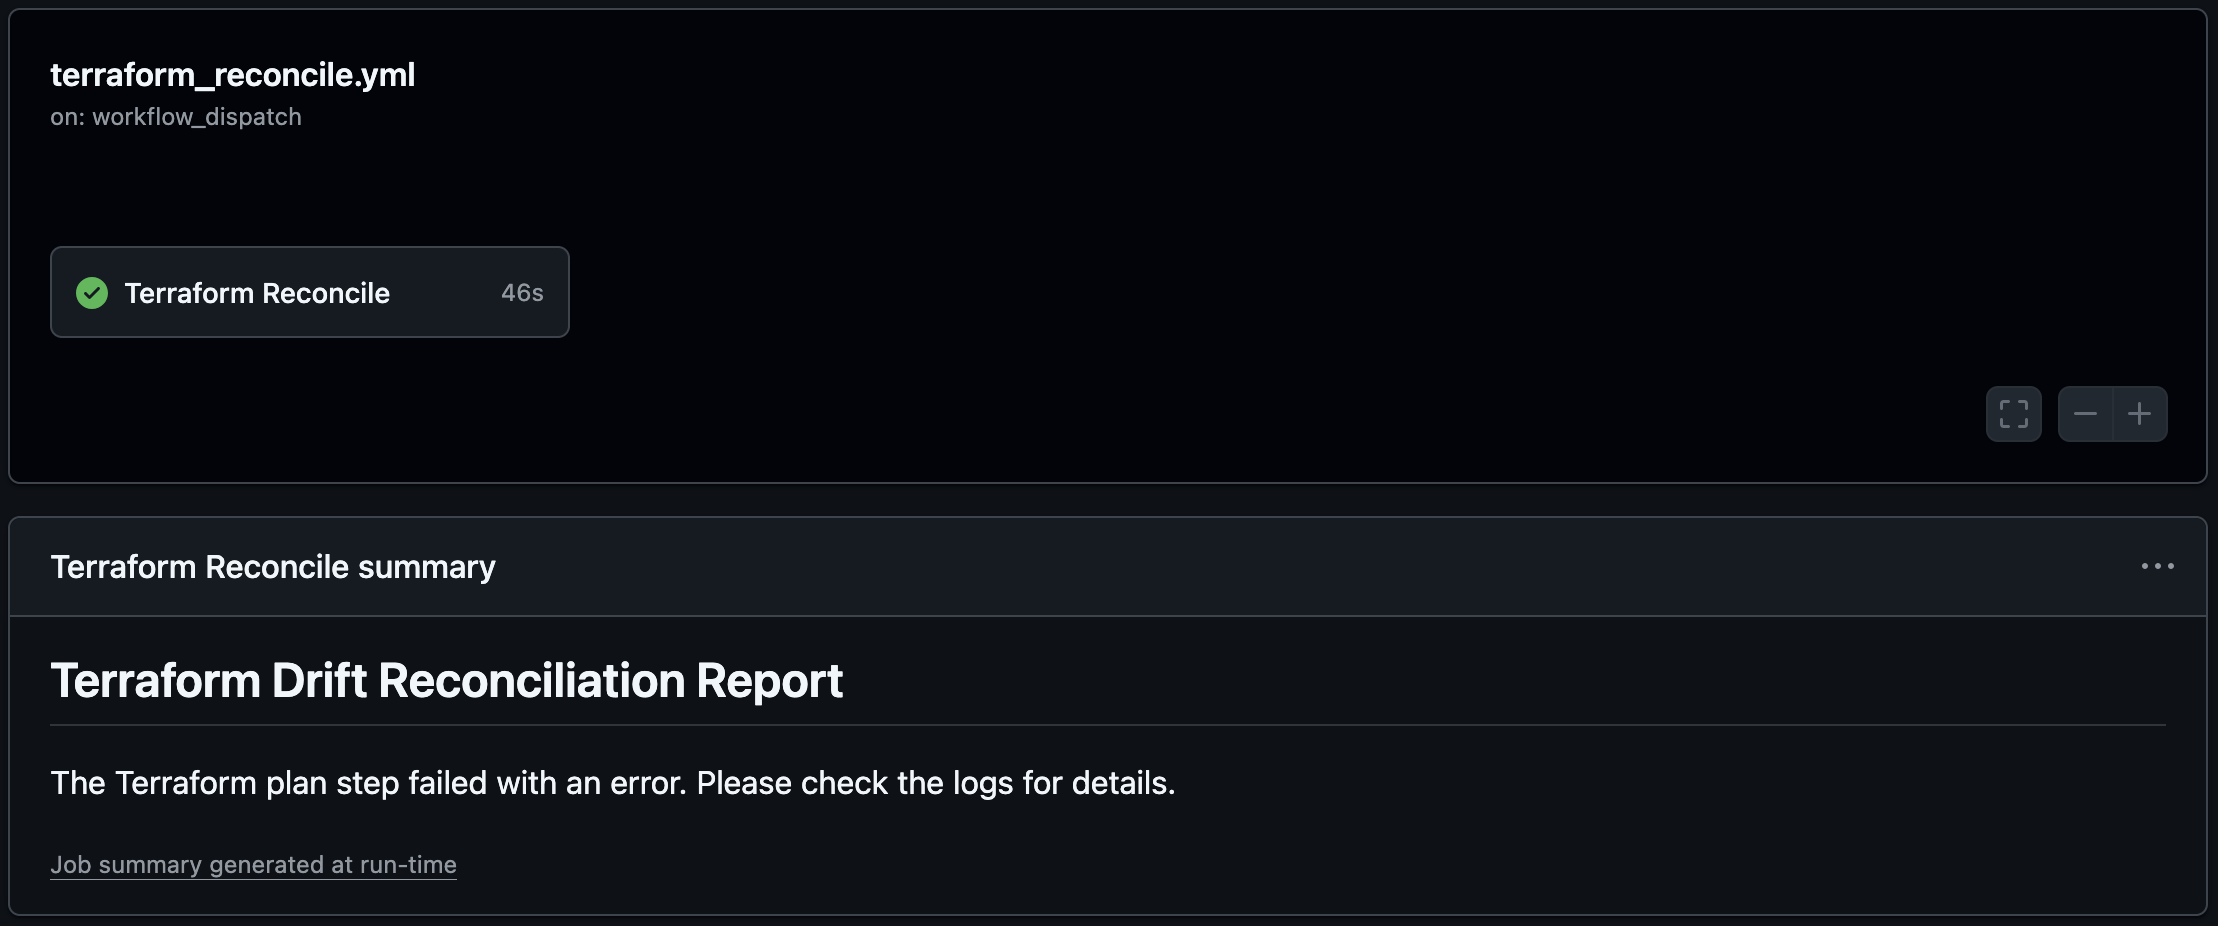 terraform_reconcile.yml
on: workflow_dispatch
Terraform Reconcile 46s
Terraform Reconcile summary
Terraform Drift Reconciliation Report
The Terraform plan step failed with an error. Please check the logs for details.
Job summary generated at run-time